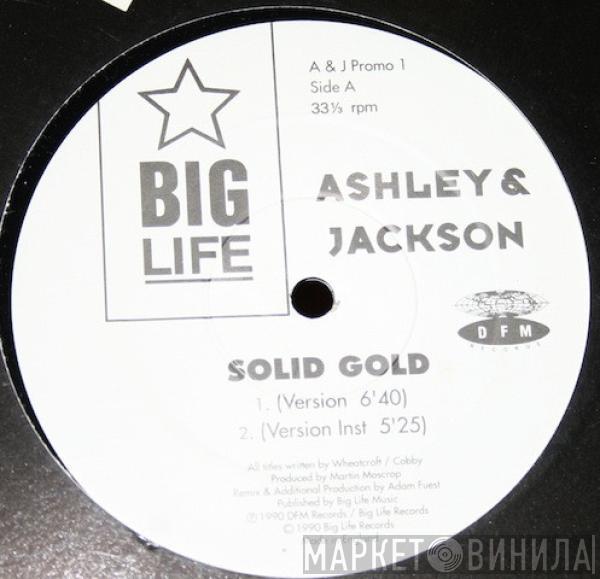 BIG
LIFE
A & J Promo 1
Side A
33⅓ rpm
ASHLEY &
JACKSON
DFM
RECORDS
SOLID GOLD
1. (Version 6'40)
2. (Version Inst 5'25)
All titles written by Wheatcroft / Cobby
Produced by Martin Moscrop
Remix & Additional Production by Adam Fuest
Published by Big Life Music
℗ 1990 DFM Records / Big Life Records
© 1990 Big Life Records
МАРКЕТ ВИНИЛА